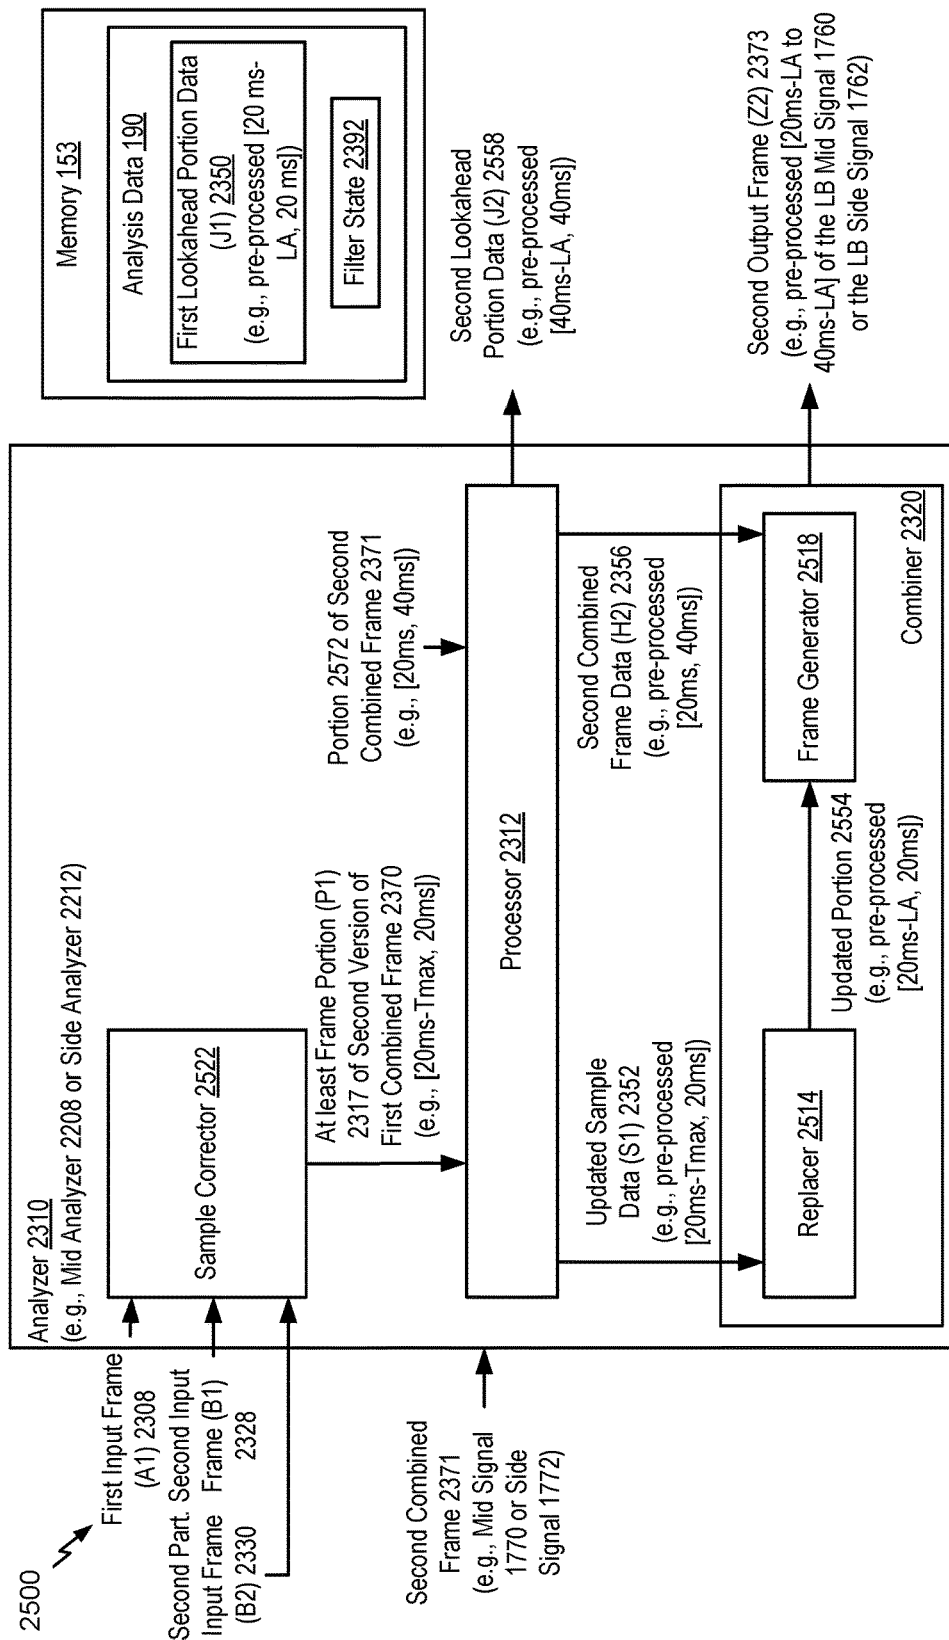 2500
First Input Frame
(A1) 2308
Second Part. Second Input
Input Frame Frame (B1)
(B2) 2330 2328
Second Combined
Frame 2371
(e.g., Mid Signal
1770 or Side
Signal 1772)
Analyzer 2310
(e.g., Mid Analyzer 2208 or Side Analyzer 2212)
Sample Corrector 2522
At least Frame Portion (P1)
2317 of Second Version of
First Combined Frame 2370
(e.g., [20ms-Tmax, 20ms])
Portion 2572 of Second
Combined Frame 2371
(e.g., [20ms, 40ms])
Processor 2312
Updated Sample
Data (S1) 2352
(e.g., pre-processed
[20ms-Tmax, 20ms])
Second Combined
Frame Data (H2) 2356
(e.g., pre-processed
[20ms, 40ms])
Replacer 2514
Updated Portion 2554
(e.g., pre-processed
[20ms-LA, 20ms])
Frame Generator 2518
Combiner 2320
Memory 153
Analysis Data 190
First Lookahead Portion Data
(J1) 2350
(e.g., pre-processed [20 ms-
LA, 20 ms])
Filter State 2392
Second Lookahead
Portion Data (J2) 2558
(e.g., pre-processed
[40ms-LA, 40ms])
Second Output Frame (Z2) 2373
(e.g., pre-processed [20ms-LA to
40ms-LA] of the LB Mid Signal 1760
or the LB Side Signal 1762)